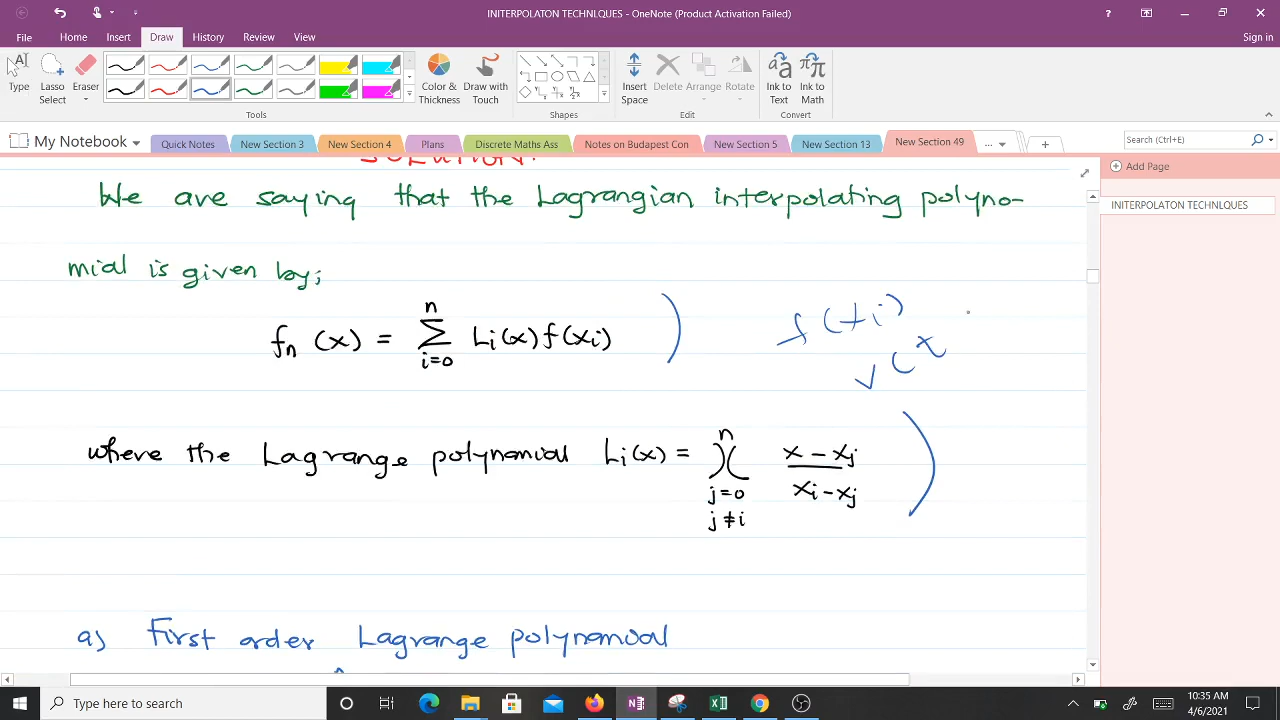 INITERPOLATON TECHNLQUES - OneNote (Product Activation Failed)
Sign in
File Home Insert Draw History Review View
Type Lasso Select Eraser Color & Thickness Draw with Touch Insert Space Delete Arrange Rotate Ink to Text Ink to Math
Tools Shapes Edit Convert
My Notebook Quick Notes New Section 3 New Section 4 Plans Discrete Maths Ass Notes on Budapest Con New Section 5 New Section 13 New Section 49 ... Search (Ctrl+E)
Add Page
INITERPOLATON TECHNLQUES
SOLUTION:
We are saying that the Lagrangian interpolating polyno-
mial is given by;
fn (x) = n Σ i=0 Li(x)f(xi) )
f(xi)
v(x
where the Lagrange polynomial Li(x) = n )( j=0 j≠i x - xj / xi - xj )
a) First order Lagrange polynomial
Type here to search
10:35 AM
4/6/2021